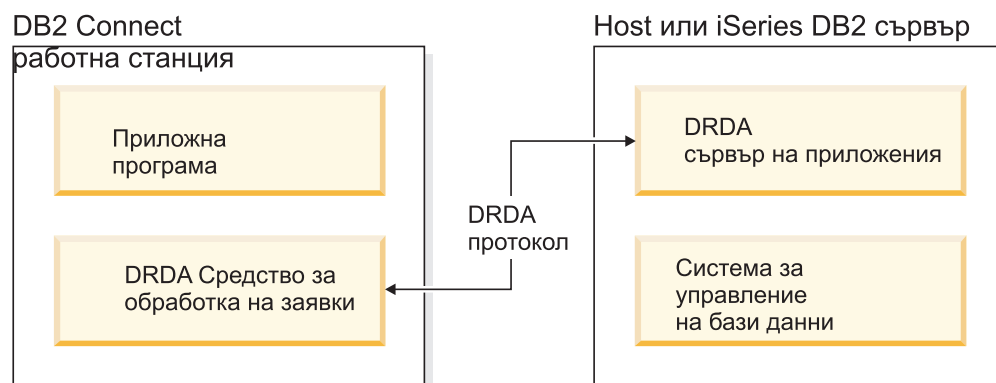 DB2 Connect
работна станция
Приложна
програма
DRDA Средство за
обработка на заявки
DRDA
протокол
Host или iSeries DB2 сървър
DRDA
сървър на приложения
Система за
управление
на бази данни